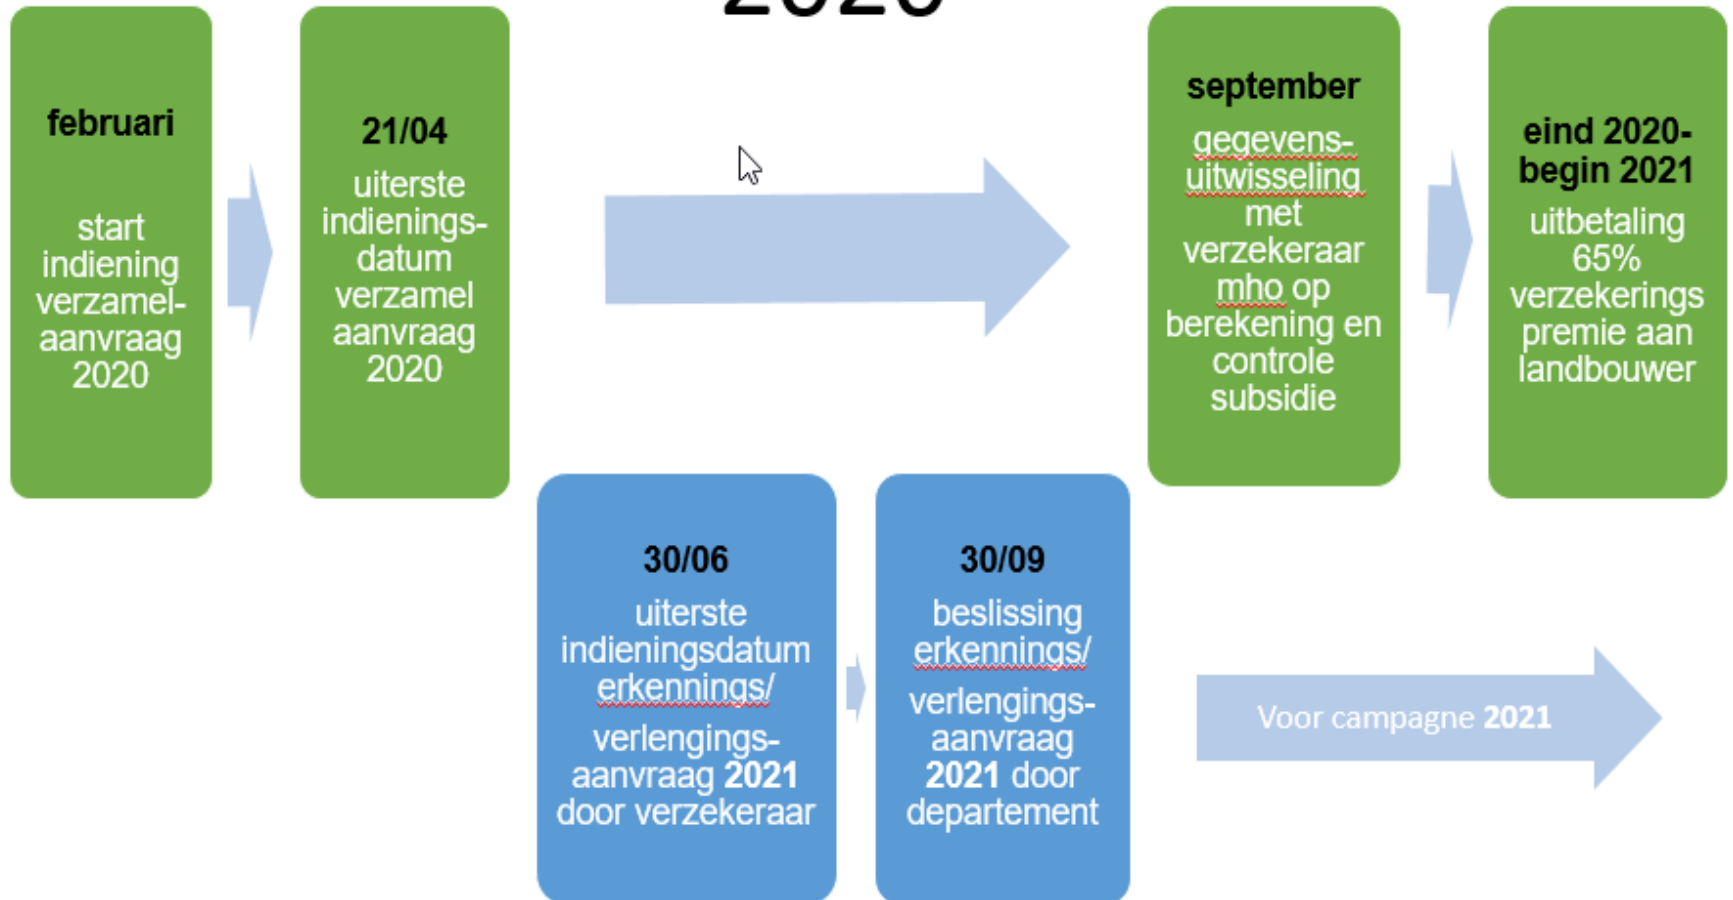 2020
februari
start
indiening
verzamel-
aanvraag
2020
21/04
uiterste
indienings-
datum
verzamel
aanvraag
2020
september
gegevens-
uitwisseling
met
verzekeraar
mho op
berekening en
controle
subsidie
eind 2020-
begin 2021
uitbetaling
65%
verzekerings
premie aan
landbouwer
30/06
uiterste
indieningsdatum
erkennings/
verlengings-
aanvraag 2021
door verzekeraar
30/09
beslissing
erkennings/
verlengings-
aanvraag
2021 door
departement
Voor campagne 2021